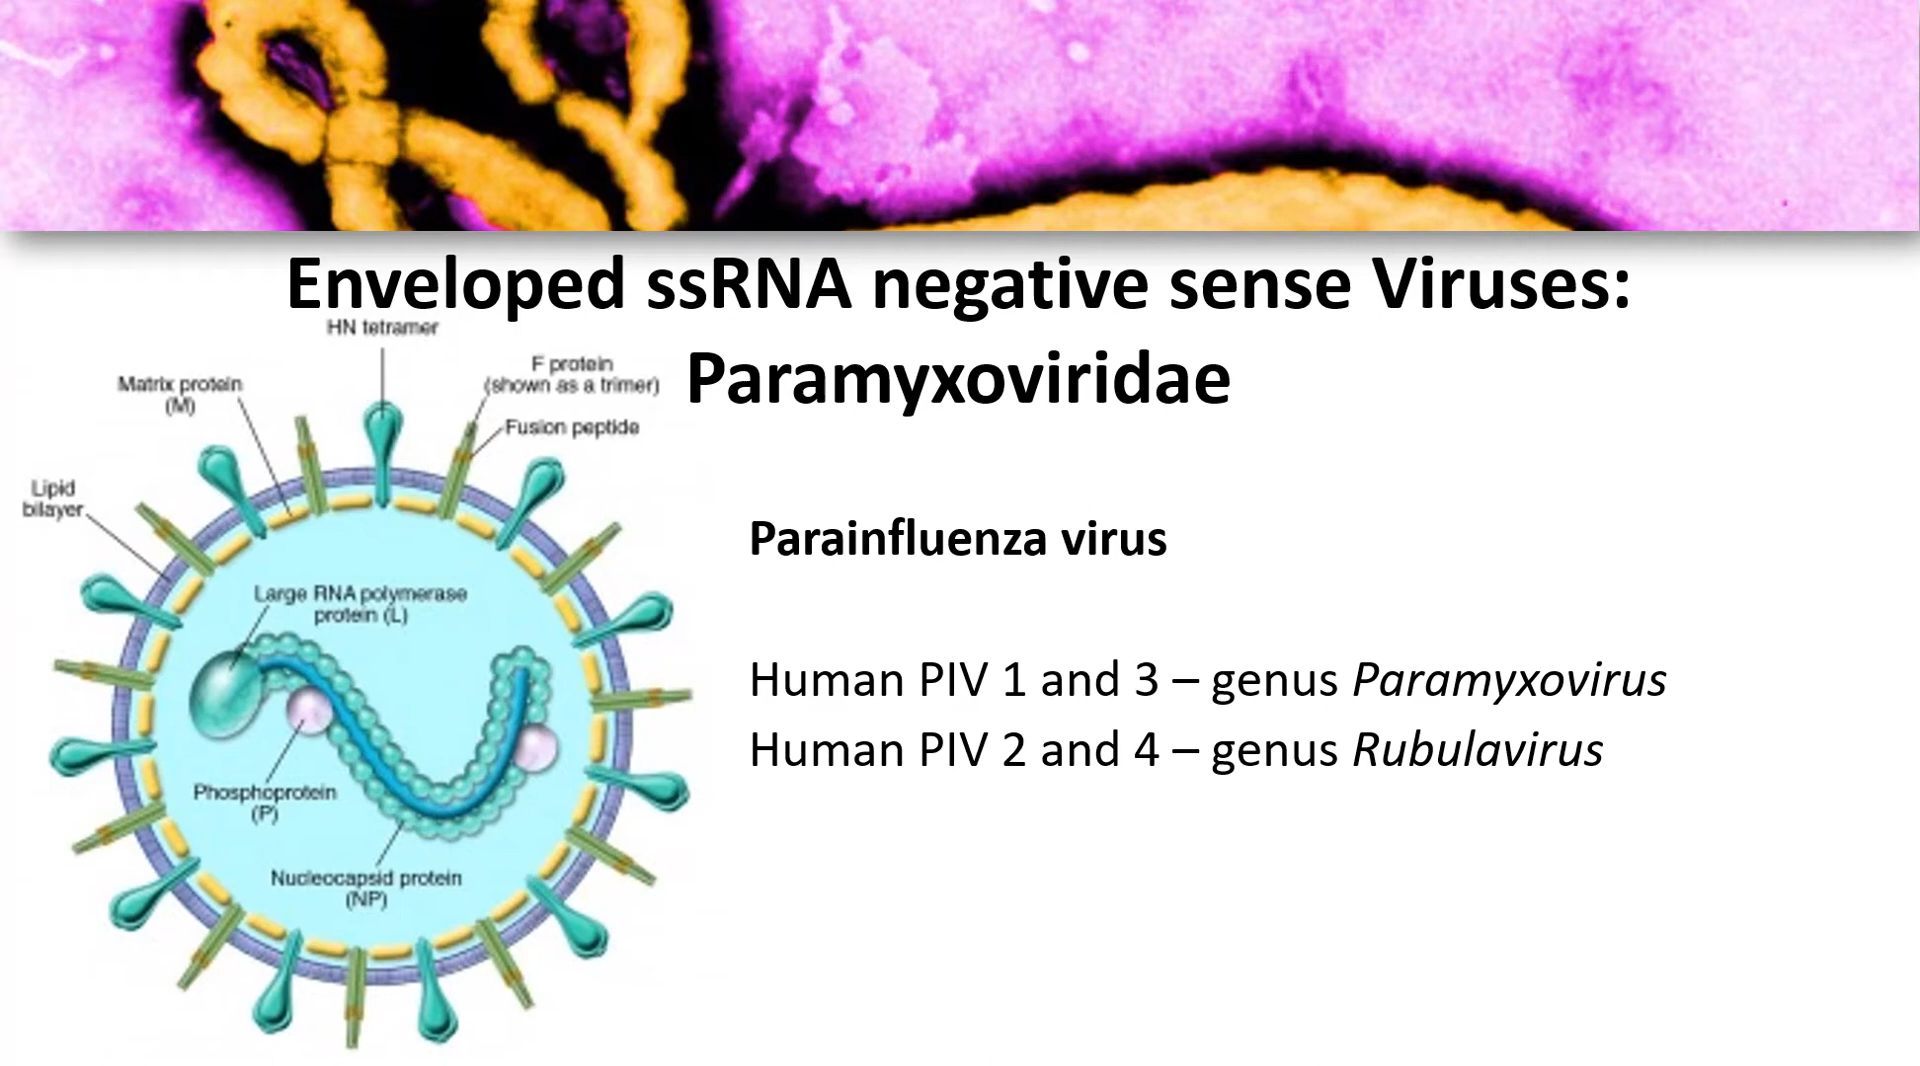 Enveloped ssRNA negative sense Viruses:
Paramyxoviridae
HN tetramer
F protein
(shown as a trimer)
Fusion peptide
Matrix protein
(M)
Lipid
bilayer
Large RNA polymerase
protein (L)
Phosphoprotein
(P)
Nucleocapsid protein
(NP)
Parainfluenza virus
Human PIV 1 and 3 – genus Paramyxovirus
Human PIV 2 and 4 – genus Rubulavirus